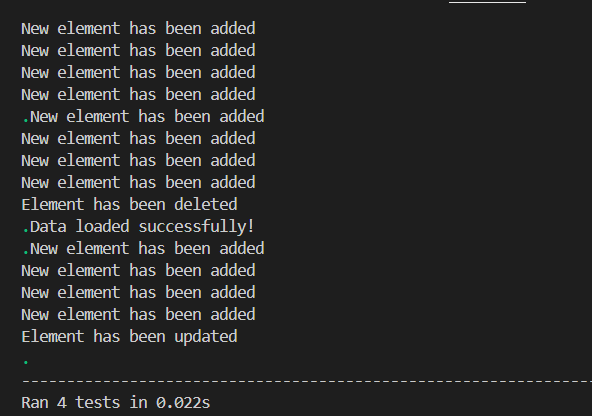 New element has been added
New element has been added
New element has been added
New element has been added
.New element has been added
New element has been added
New element has been added
New element has been added
Element has been deleted
.Data loaded successfully!
.New element has been added
New element has been added
New element has been added
New element has been added
Element has been updated
.
----------------------------------------------------------------------
Ran 4 tests in 0.022s